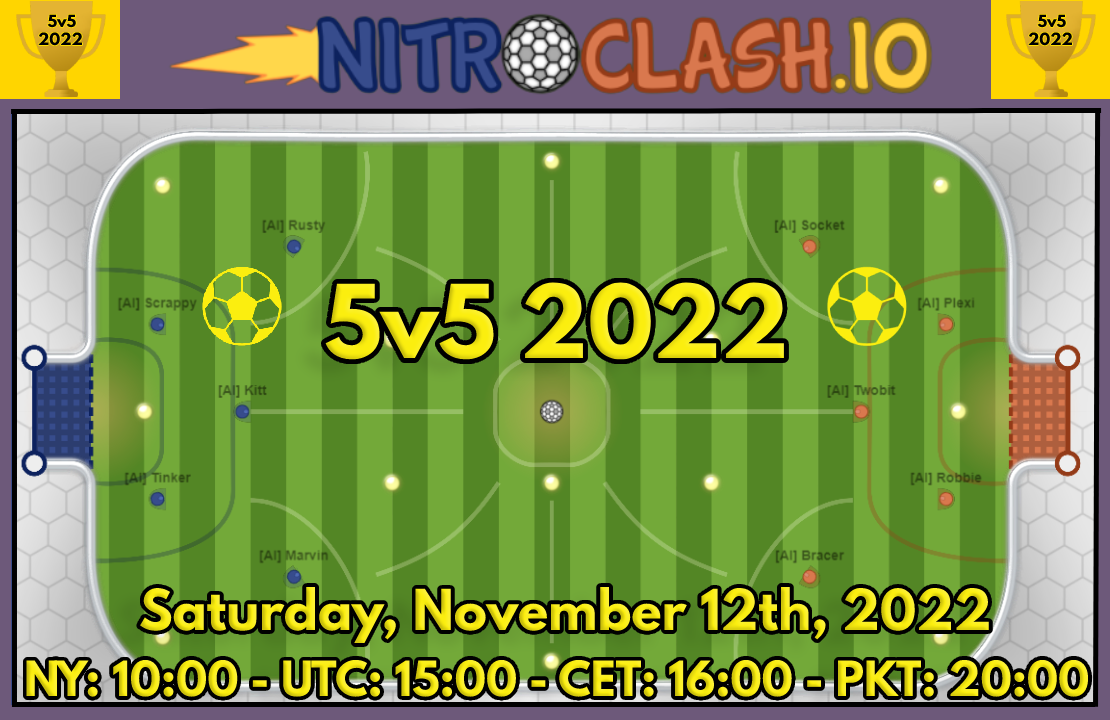 5v5
2022
NITROCLASH.IO
5v5
2022
[AI] Rusty
[AI] Socket
[AI] Scrappy
[AI] Plexi
5v5 2022
[AI] Kitt
[AI] Twobit
[AI] Tinker
[AI] Robbie
[AI] Marvin
[AI] Bracer
Saturday, November 12th, 2022
NY: 10:00 - UTC: 15:00 - CET: 16:00 - PKT: 20:00